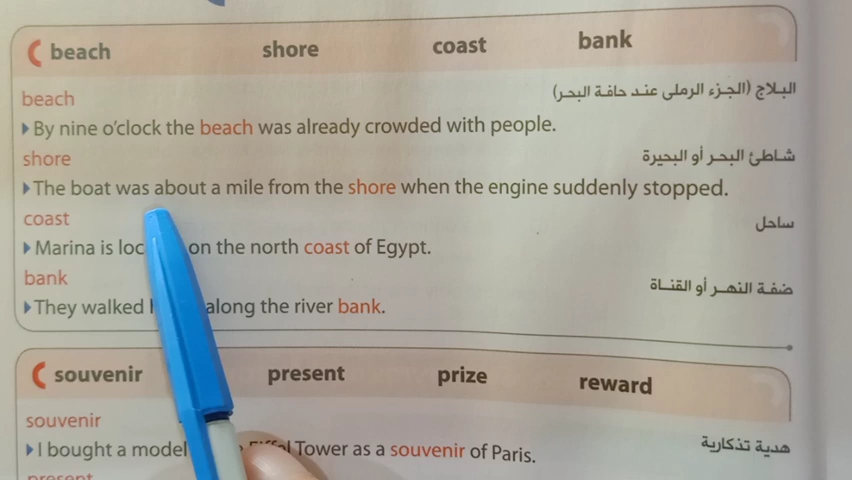 beach shore coast bank
beach البلاج (الجزء الرملى عند حافة البحر)
By nine o'clock the beach was already crowded with people.
shore شاطئ البحر أو البحيرة
The boat was about a mile from the shore when the engine suddenly stopped.
coast ساحل
Marina is on the north coast of Egypt.
bank ضفة النهر أو القناة
They walked along the river bank.
souvenir present prize reward
souvenir هدية تذكارية
I bought a model Tower as a souvenir of Paris.
present